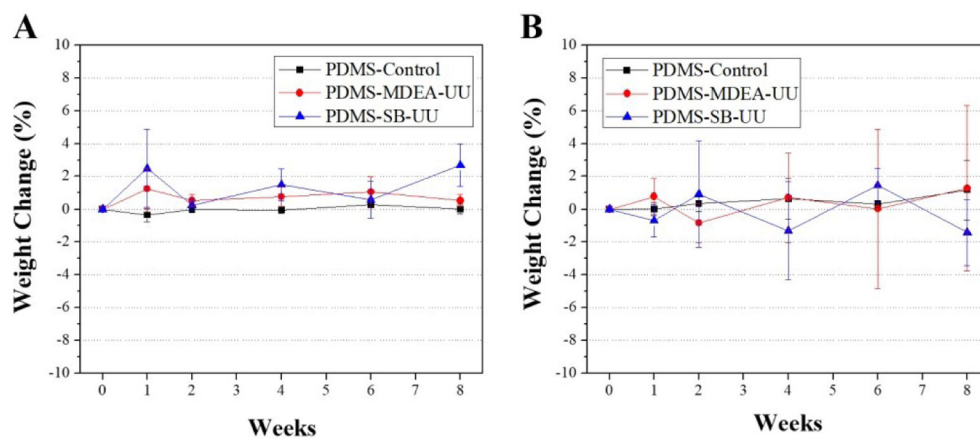 A
Weight Change (%)
10
8
6
4
2
0
-2
-4
-6
-8
-10
PDMS-Control
PDMS-MDEA-UU
PDMS-SB-UU
0 1 2 3 4 5 6 7 8
Weeks
B
Weight Change (%)
10
8
6
4
2
0
-2
-4
-6
-8
-10
PDMS-Control
PDMS-MDEA-UU
PDMS-SB-UU
0 1 2 3 4 5 6 7 8
Weeks